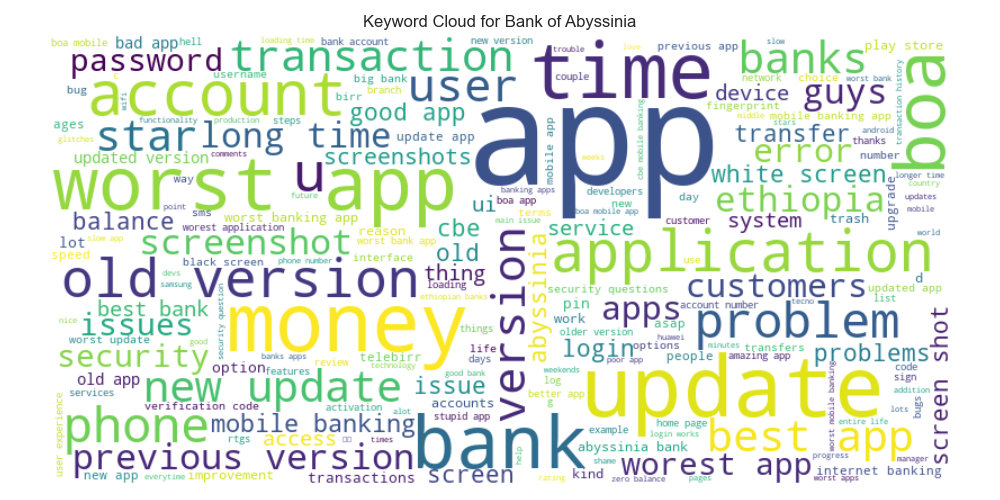 Keyword Cloud for Bank of Abyssinia
boa mobile
bad app
hell
loading time
bank account
new version
trouble
love
previous app
slow
play store
password
transaction
time
banks
boa
bug
c
wifi
username
big bank
branch
birr
couple
network
choice
worst bank
transaction history
account
user
device
guys
good app
fingerprint
middle
mobile banking app
ages
functionality
production
steps
star
long time
update app
app
mobile app
cbe mobile banking
stars
transfer
android
thanks
glitches
comments
updated version
screenshots
error
number
longer time
country
worst app
way
u
future
banking apps
weeks
developers
day
white screen
upgrade
updates
mobile
point
sms
balance
worst banking app
ui
boa app
new
ethiopia
terms
boa mobile app
customer
system
trash
world
worst application
reason
cbe
main issue
service
lot
slow app
screenshot
worst bank app
old
speed
black screen
phone number
interface
thing
version
abyssinia
application
use
d
devs
samsung
loading
security questions
customers
updated app
old version
ethiopian banks
pin
apps
account number
tecno
list
nice
best bank
security question
money
things
older version
work
asap
huawei
problem
issues
good
worst update
banks apps
review
telebirr
life
days
login
options
minutes
transfers
people
amazing app
problems
screen shot
security
option
features
technology
good bank
poor app
weekends
log
update
code
sign
old app
services
new update
issue
accounts
better app
os
worst mobile banking
addition
bugs
lots
user experience
verification code
activation
alot
stupid app
phone
mobile banking
bank
example
home page
login works
best app
entire life
rtgs
access
times
help
abyssinia bank
shame
progress
manager
previous version
screen
worest app
internet banking
new app
everytime
improvement
transactions
rating
kind
zero balance
pages
worst apps